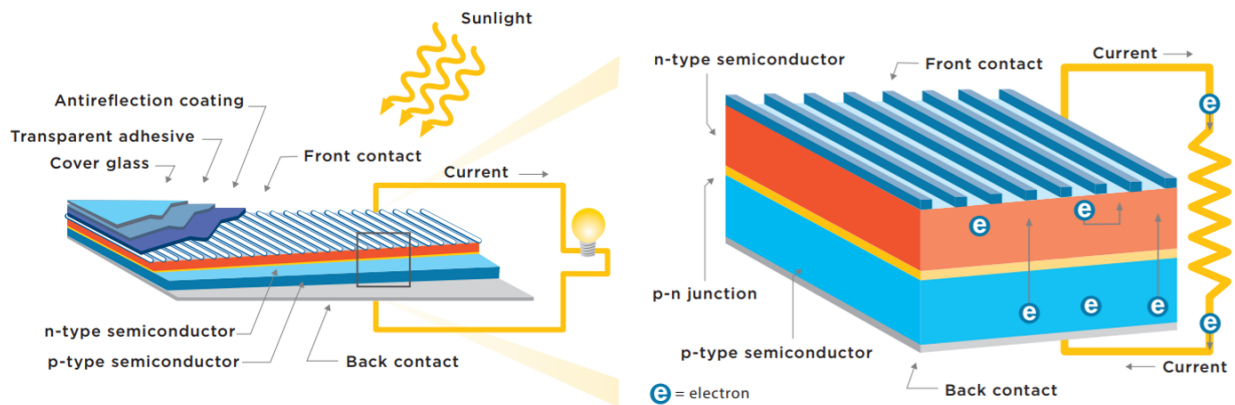 Sunlight
Antireflection coating
Transparent adhesive
Cover glass
Front contact
Current
n-type semiconductor
p-type semiconductor
Back contact
n-type semiconductor
Front contact
Current
e
e
e
p-n junction
e
e
e
e
p-type semiconductor
Current
Back contact
e = electron